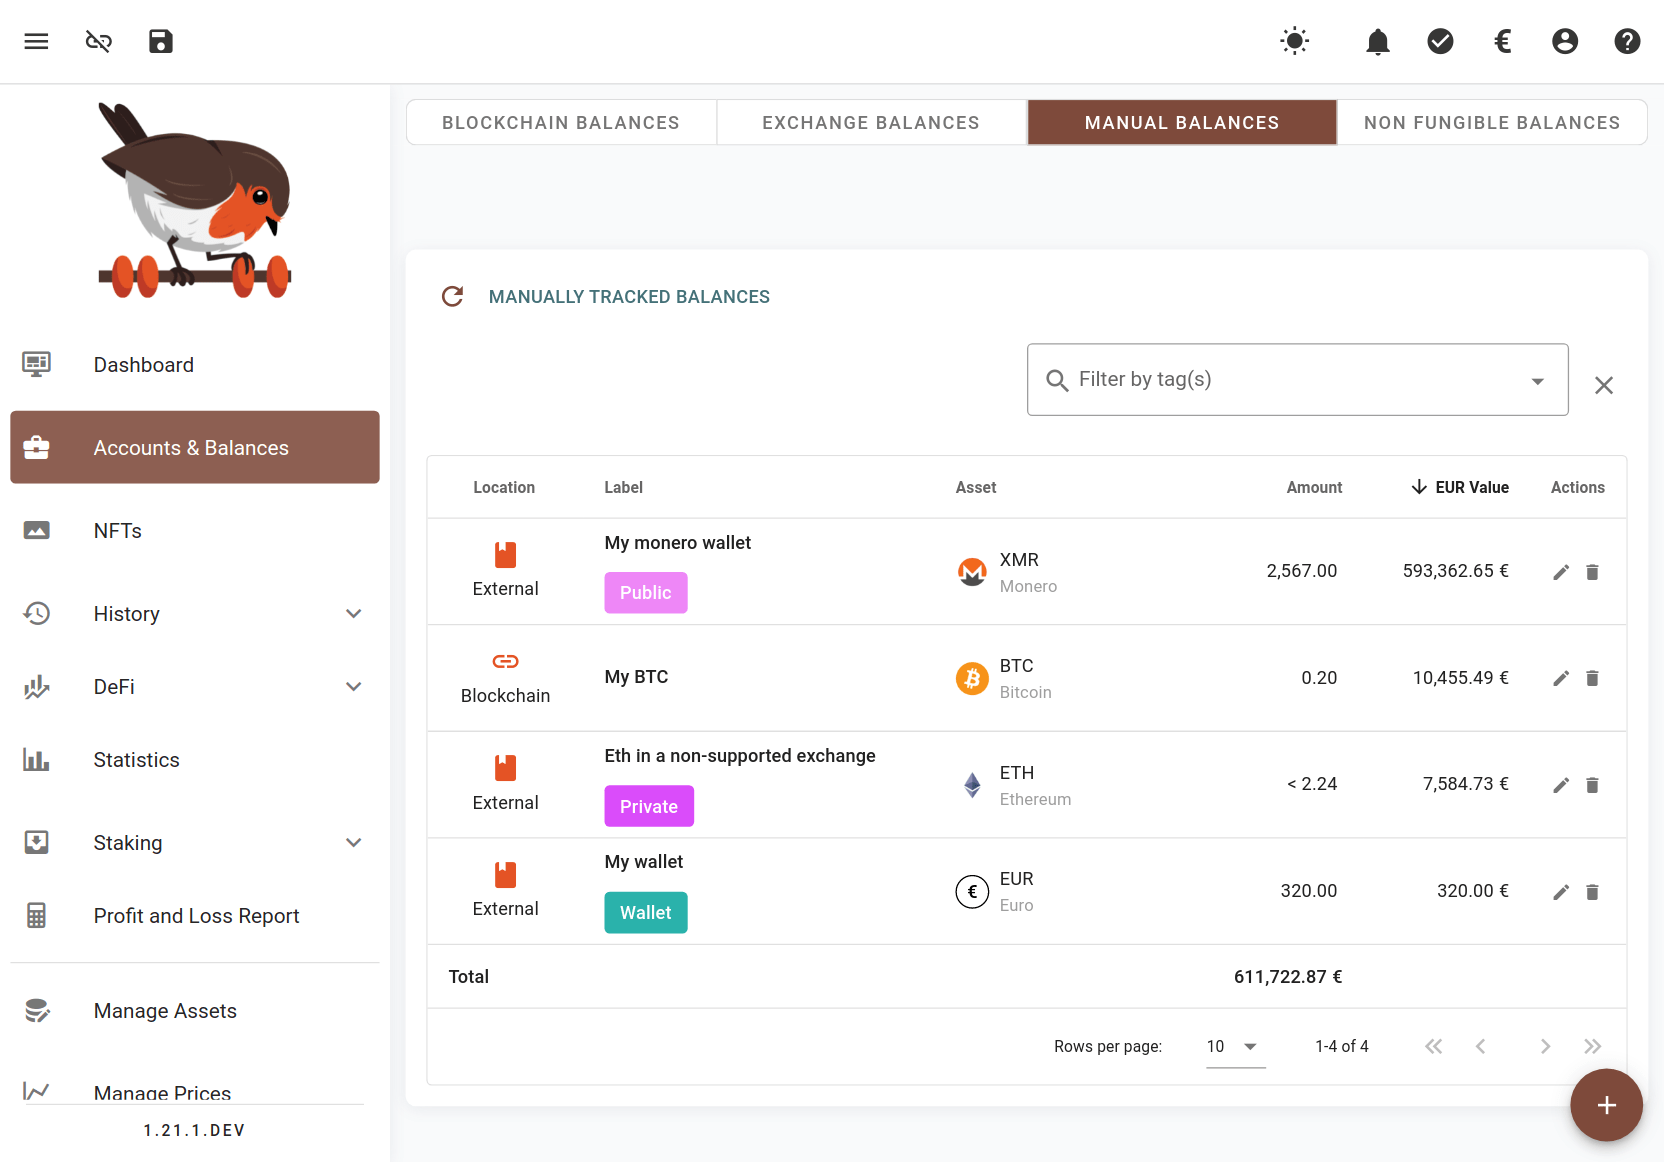 BLOCKCHAIN BALANCES
EXCHANGE BALANCES
MANUAL BALANCES
NON FUNGIBLE BALANCES
Dashboard
Accounts & Balances
NFTs
History
DeFi
Statistics
Staking
Profit and Loss Report
Manage Assets
Manage Prices
1.21.1.DEV
MANUALLY TRACKED BALANCES
Filter by tag(s)
Location Label Asset Amount EUR Value Actions
External
My monero wallet
Public
XMR
Monero
2,567.00
593,362.65 €
Blockchain
My BTC
BTC
Bitcoin
0.20
10,455.49 €
External
Eth in a non-supported exchange
Private
ETH
Ethereum
< 2.24
7,584.73 €
External
My wallet
Wallet
€
EUR
Euro
320.00
320.00 €
Total 611,722.87 €
Rows per page: 10 1-4 of 4